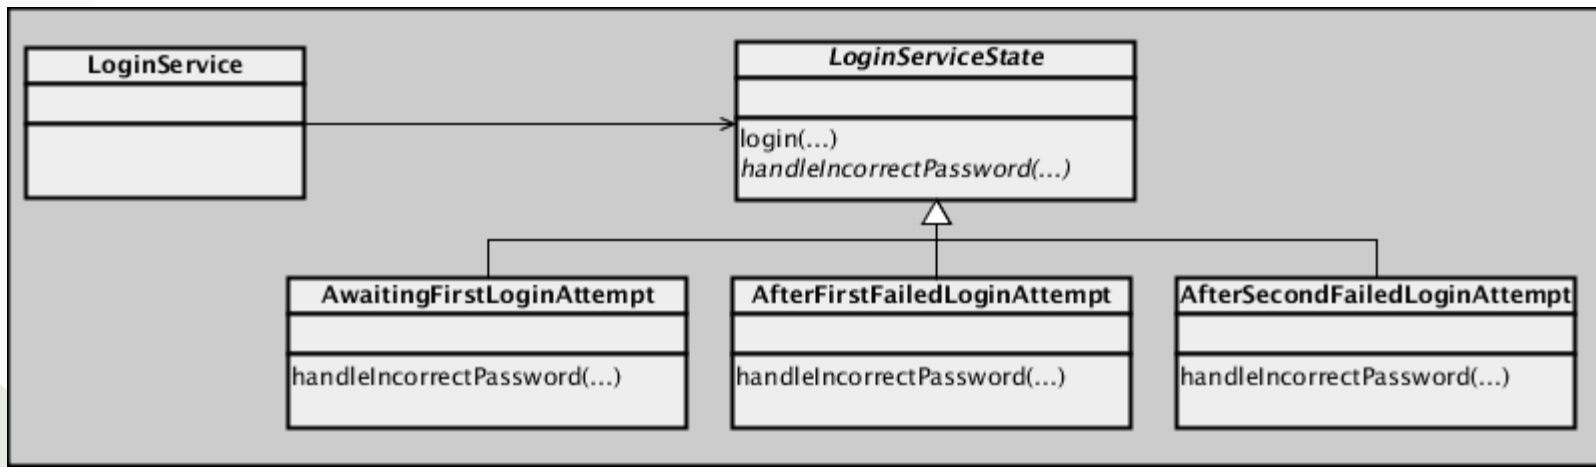 LoginService
LoginServiceState
login(...)
handleIncorrectPassword(...)
AwaitingFirstLoginAttempt
handleIncorrectPassword(...)
AfterFirstFailedLoginAttempt
handleIncorrectPassword(...)
AfterSecondFailedLoginAttempt
handleIncorrectPassword(...)